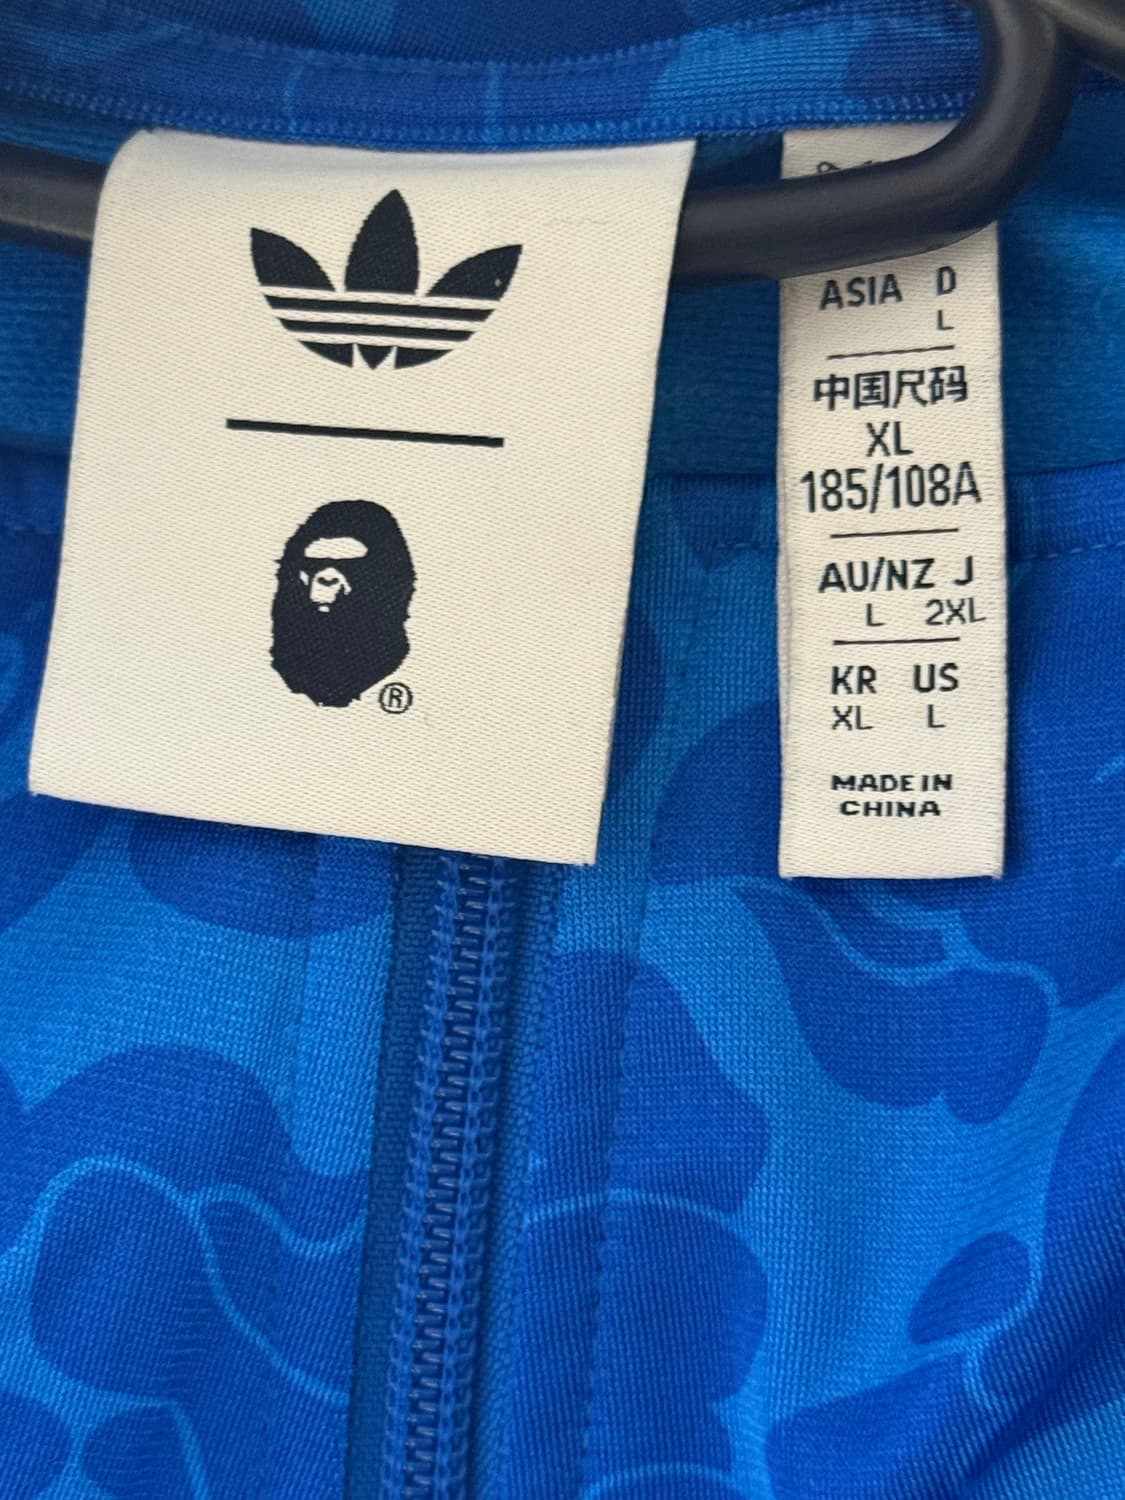 ®
ASIA D
L
中国尺码
XL
185/108A
AU/NZ J
L 2XL
KR US
XL L
MADE IN
CHINA